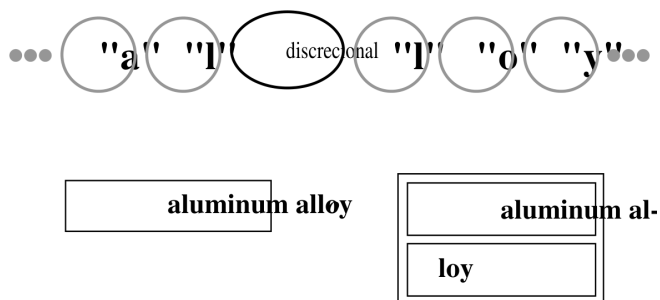 "a" "l" discrecional "l" "o" "y"
aluminum alloy
aluminum al-
loy